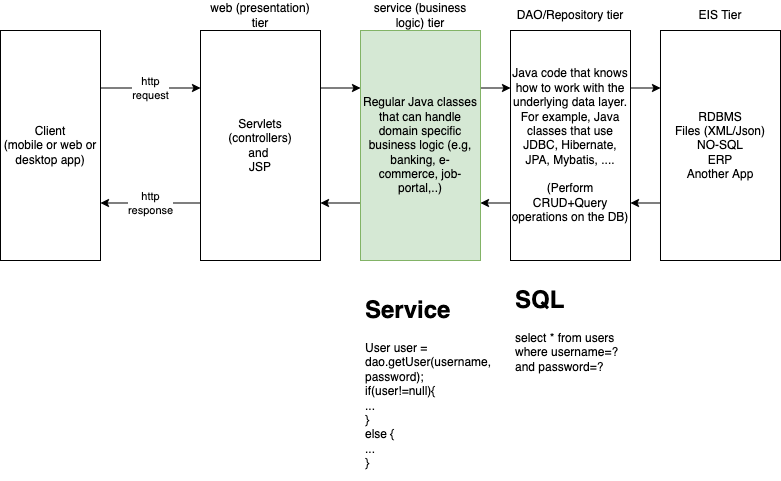 web (presentation)
tier
service (business
logic) tier
DAO/Repository tier
EIS Tier
Client
(mobile or web or
desktop app)
http
request
http
response
Servlets
(controllers)
and
JSP
Regular Java classes
that can handle
domain specific
business logic (e.g,
banking, e-
commerce, job-
portal,..)
Java code that knows
how to work with the
underlying data layer.
For example, Java
classes that use
JDBC, Hibernate,
JPA, Mybatis, ....
(Perform
CRUD+Query
operations on the DB)
RDBMS
Files (XML/Json)
NO-SQL
ERP
Another App
Service
User user =
dao.getUser(username,
password);
if(user!=null){
...
}
else {
...
}
SQL
select * from users
where username=?
and password=?